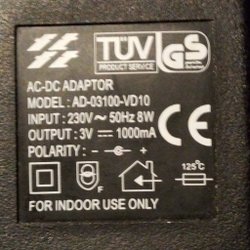 TÜV
PRODUCT SERVICE
GS
AC-DC ADAPTOR
MODEL : AD-03100-VD10
INPUT : 230V~ 50Hz 8W
OUTPUT : 3V ⎓ 1000mA
POLARITY : - +
CE
F
125°C
FOR INDOOR USE ONLY